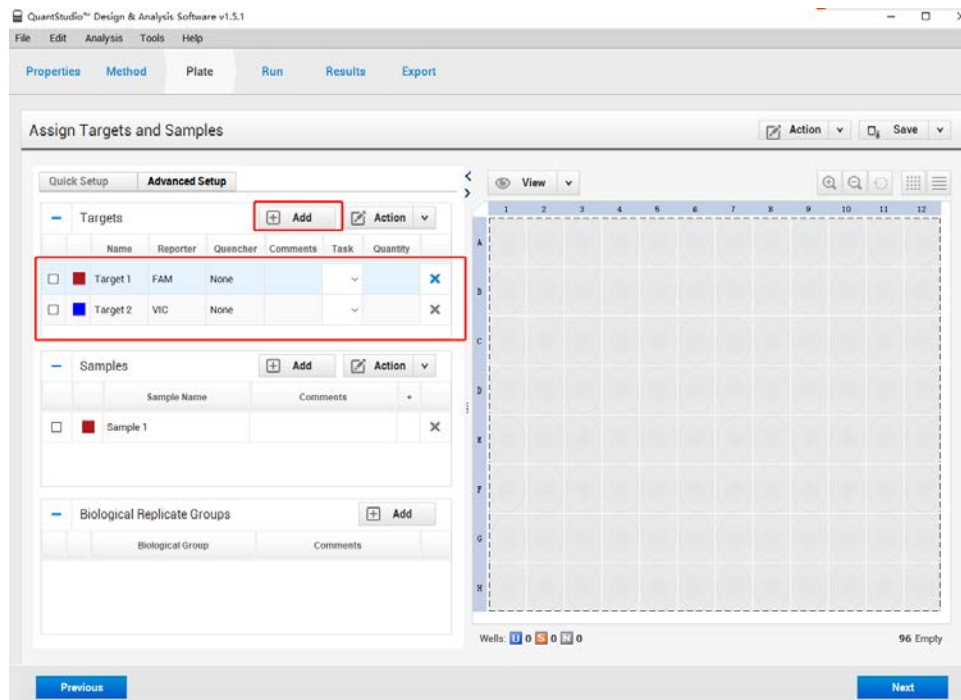 QuantStudio™ Design & Analysis Software v1.5.1
File Edit Analysis Tools Help
Properties Method Plate Run Results Export
Assign Targets and Samples
Action Save
Quick Setup Advanced Setup
View
Targets Add Action
Name Reporter Quencher Comments Task Quantity
Target 1 FAM None
Target 2 VIC None
Samples Add Action
Sample Name Comments
Sample 1
Biological Replicate Groups Add
Biological Group Comments
1 2 3 4 5 6 7 8 9 10 11 12
A
B
C
D
E
F
G
H
Wells: U 0 S 0 N 0 96 Empty
Previous Next